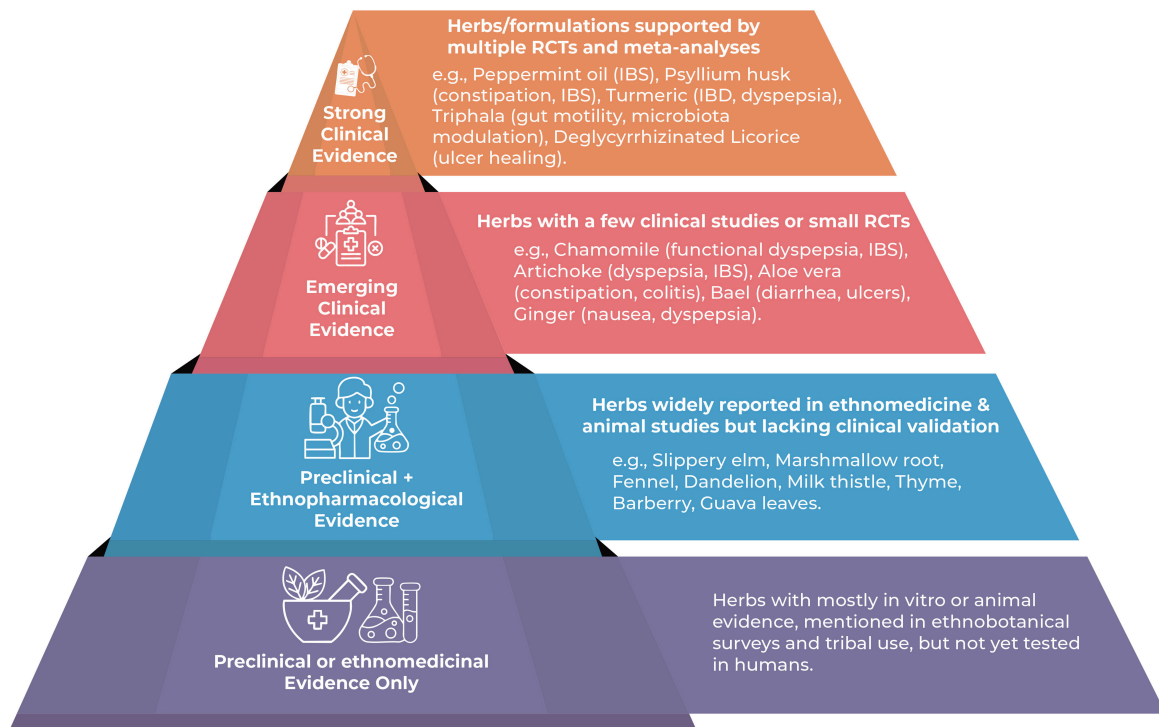 Strong
Clinical
Evidence
Herbs/formulations supported by
multiple RCTs and meta-analyses
e.g., Peppermint oil (IBS), Psyllium husk
(constipation, IBS), Turmeric (IBD, dyspepsia),
Triphala (gut motility, microbiota
modulation), Deglycyrrhizinated Licorice
(ulcer healing).
Emerging
Clinical
Evidence
Herbs with a few clinical studies or small RCTs
e.g., Chamomile (functional dyspepsia, IBS),
Artichoke (dyspepsia, IBS), Aloe vera
(constipation, colitis), Bael (diarrhea, ulcers),
Ginger (nausea, dyspepsia).
Preclinical +
Ethnopharmacological
Evidence
Herbs widely reported in ethnomedicine &
animal studies but lacking clinical validation
e.g., Slippery elm, Marshmallow root,
Fennel, Dandelion, Milk thistle, Thyme,
Barberry, Guava leaves.
Preclinical or ethnomedicinal
Evidence Only
Herbs with mostly in vitro or animal
evidence, mentioned in ethnobotanical
surveys and tribal use, but not yet tested
in humans.